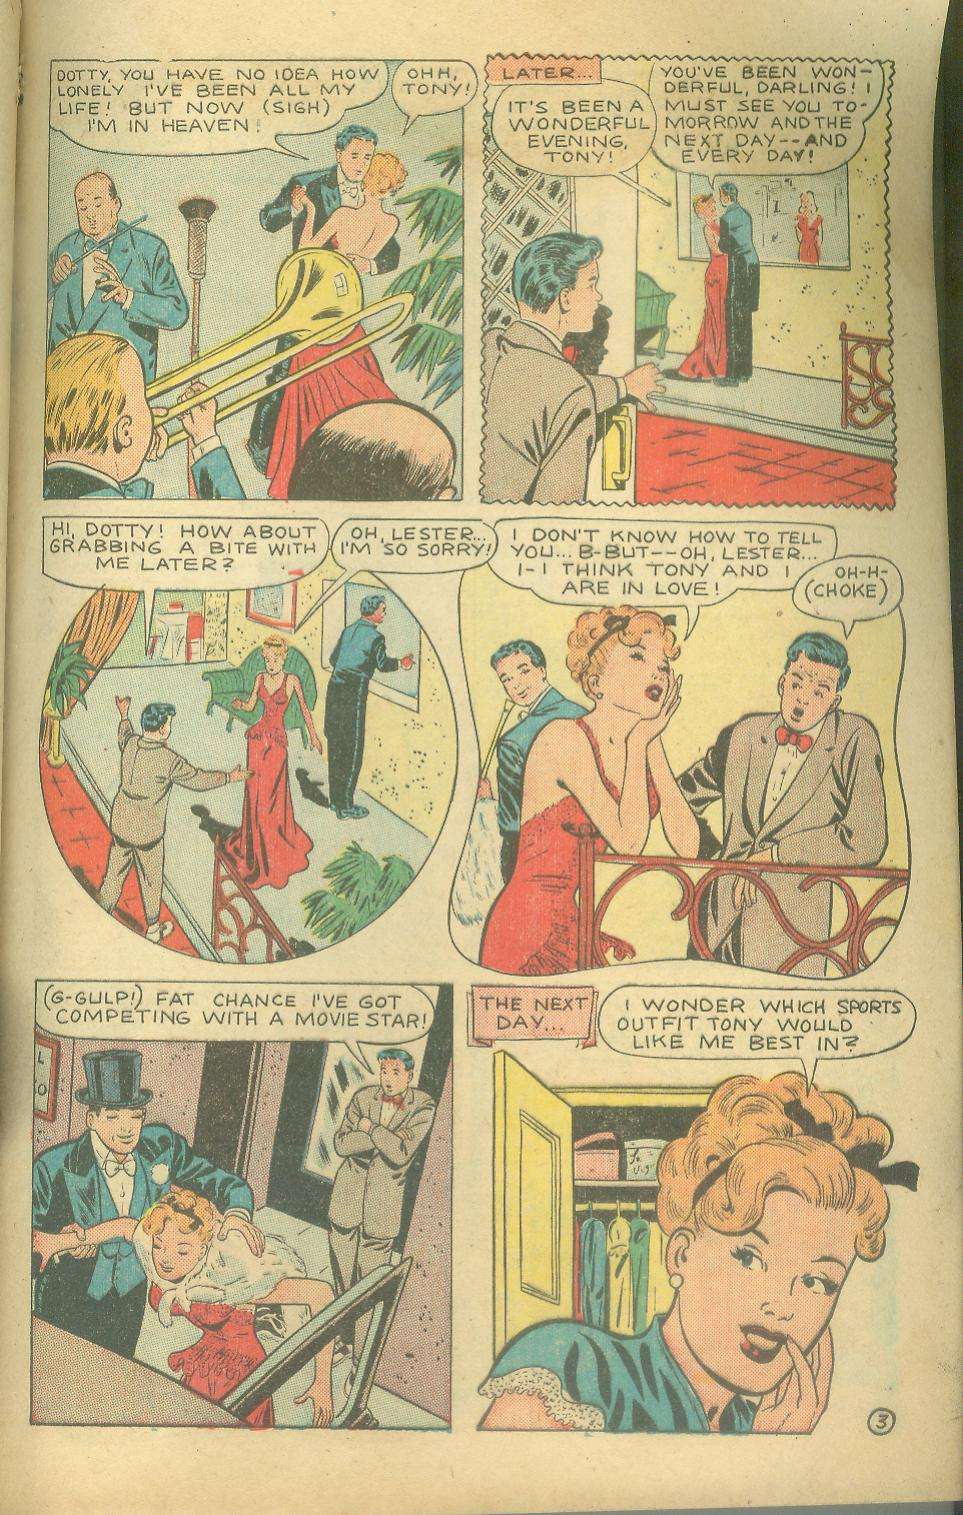 DOTTY, YOU HAVE NO IDEA HOW
LONELY I'VE BEEN ALL MY
LIFE! BUT NOW (SIGH)
I'M IN HEAVEN!
OHH,
TONY!
LATER...
IT'S BEEN A
WONDERFUL
EVENING,
TONY!
YOU'VE BEEN WON-
DERFUL, DARLING! I
MUST SEE YOU TO-
MORROW AND THE
NEXT DAY--AND
EVERY DAY!
HI, DOTTY! HOW ABOUT
GRABBING A BITE WITH
ME LATER?
OH, LESTER...
I'M SO SORRY!
I DON'T KNOW HOW TO TELL
YOU... B-BUT--OH, LESTER...
I-I THINK TONY AND I
ARE IN LOVE!
OH-H-
(CHOKE)
(G-GULP!) FAT CHANCE I'VE GOT
COMPETING WITH A MOVIE STAR!
THE NEXT
DAY...
I WONDER WHICH SPORTS
OUTFIT TONY WOULD
LIKE ME BEST IN?
3